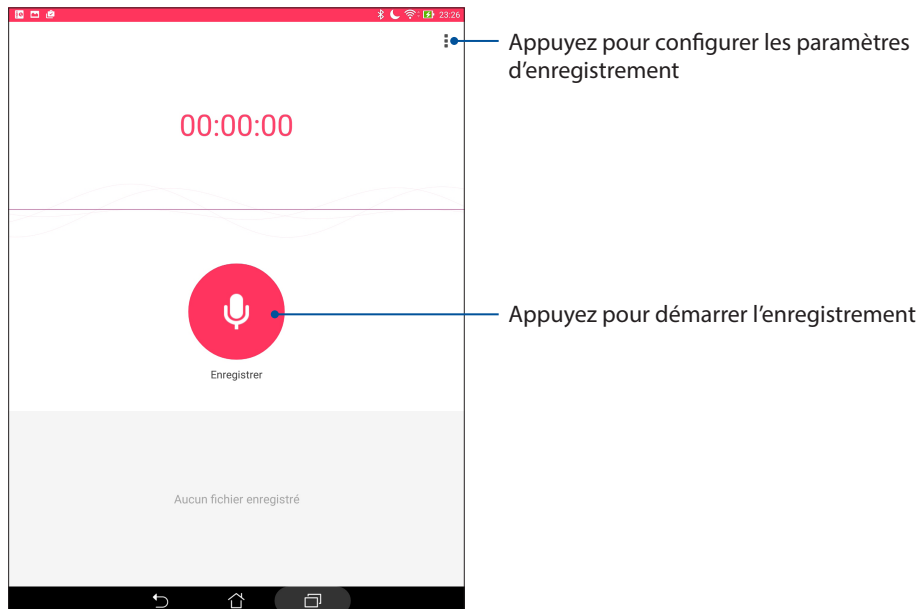 23:26
Appuyez pour configurer les paramètres
d’enregistrement
00:00:00
Appuyez pour démarrer l’enregistrement
Enregistrer
Aucun fichier enregistré